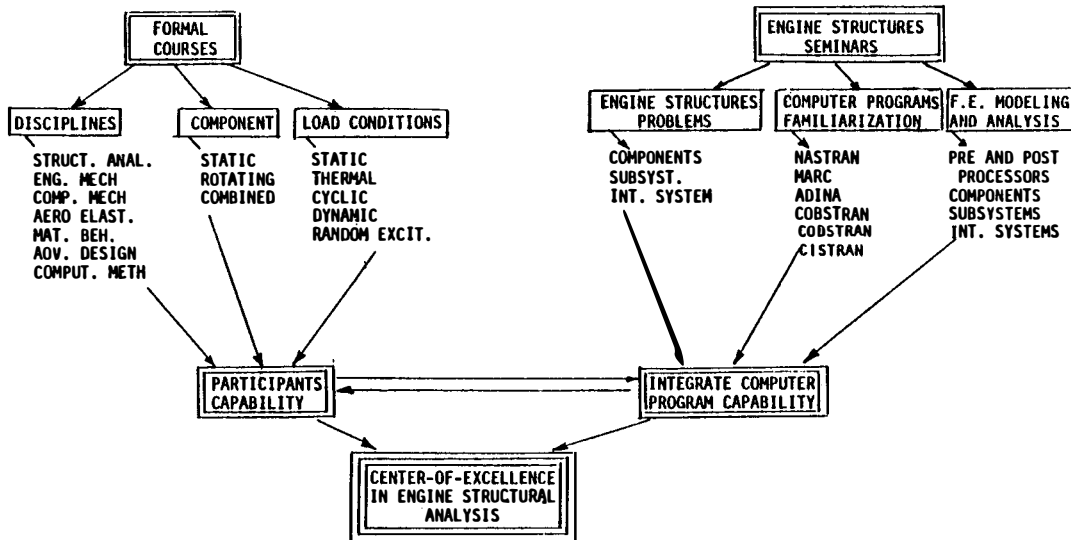 FORMAL
COURSES
ENGINE STRUCTURES
SEMINARS
DISCIPLINES
STRUCT. ANAL.
ENG. MECH
COMP. MECH
AERO ELAST.
MAT. BEH.
AOV. DESIGN
COMPUT. METH
COMPONENT
STATIC
ROTATING
COMBINED
LOAD CONDITIONS
STATIC
THERMAL
CYCLIC
DYNAMIC
RANDOM EXCIT.
ENGINE STRUCTURES
PROBLEMS
COMPONENTS
SUBSYST.
INT. SYSTEM
COMPUTER PROGRAMS
FAMILIARIZATION
NASTRAN
MARC
ADINA
COBSTRAN
CODSTRAN
CISTRAN
F.E. MODELING
AND ANALYSIS
PRE AND POST
PROCESSORS
COMPONENTS
SUBSYSTEMS
INT. SYSTEMS
PARTICIPANTS
CAPABILITY
INTEGRATE COMPUTER
PROGRAM CAPABILITY
CENTER-OF-EXCELLENCE
IN ENGINE STRUCTURAL
ANALYSIS